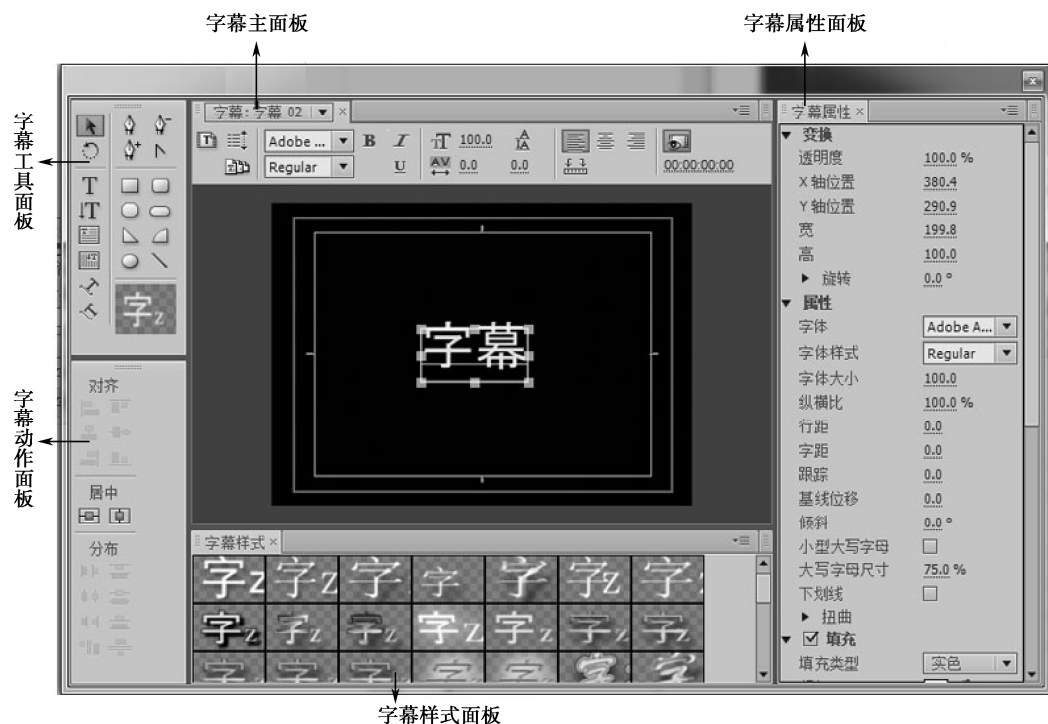 字幕主面板
字幕属性面板
字幕工具面板
字幕动作面板
字幕: 字幕 02
Adobe ...
B I
100.0
Regular
U
AV 0.0
0.0
00:00:00:00
T
字z
对齐
居中
分布
字幕
字幕样式
字幕样式面板
字幕属性
变换
透明度 100.0 %
X 轴位置 380.4
Y 轴位置 290.9
宽 199.8
高 100.0
旋转 0.0 °
属性
字体 Adobe A...
字体样式 Regular
字体大小 100.0
纵横比 100.0 %
行距 0.0
字距 0.0
跟踪 0.0
基线位移 0.0
倾斜 0.0 °
小型大写字母
大写字母尺寸 75.0 %
下划线
扭曲
填充
填充类型 实色